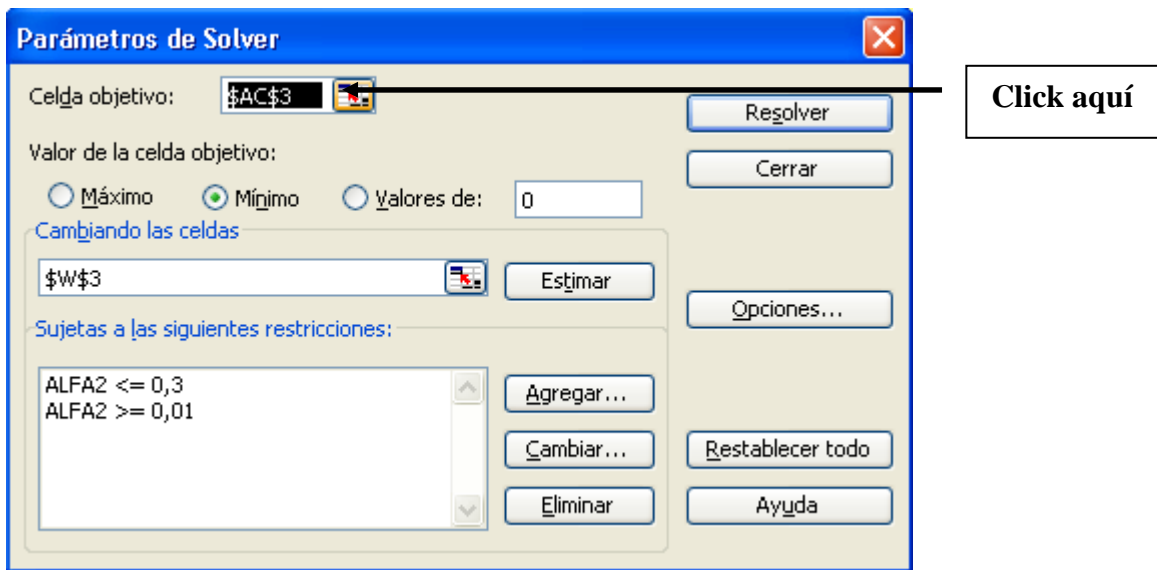 Parámetros de Solver
Celda objetivo: $AC$3
Click aquí
Resolver
Valor de la celda objetivo:
Cerrar
Máximo Mínimo Valores de: 0
Cambiando las celdas
$W$3 Estimar
Opciones...
Sujetas a las siguientes restricciones:
ALFA2 <= 0,3
ALFA2 >= 0,01
Agregar...
Cambiar... Restablecer todo
Eliminar Ayuda